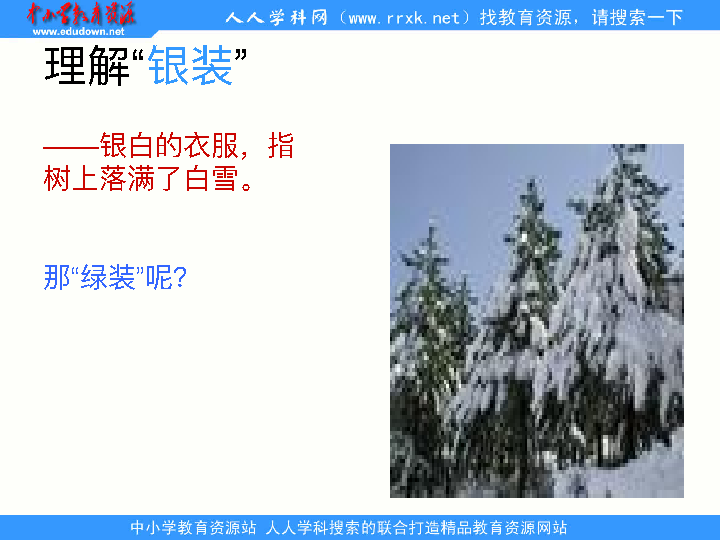 中小学教育资源
www.edudown.net
人人学科网（www.rrxk.net）找教育资源，请搜索一下
理解“银装”
——银白的衣服，指
树上落满了白雪。
那“绿装”呢？
中小学教育资源站 人人学科搜索的联合打造精品教育资源网站